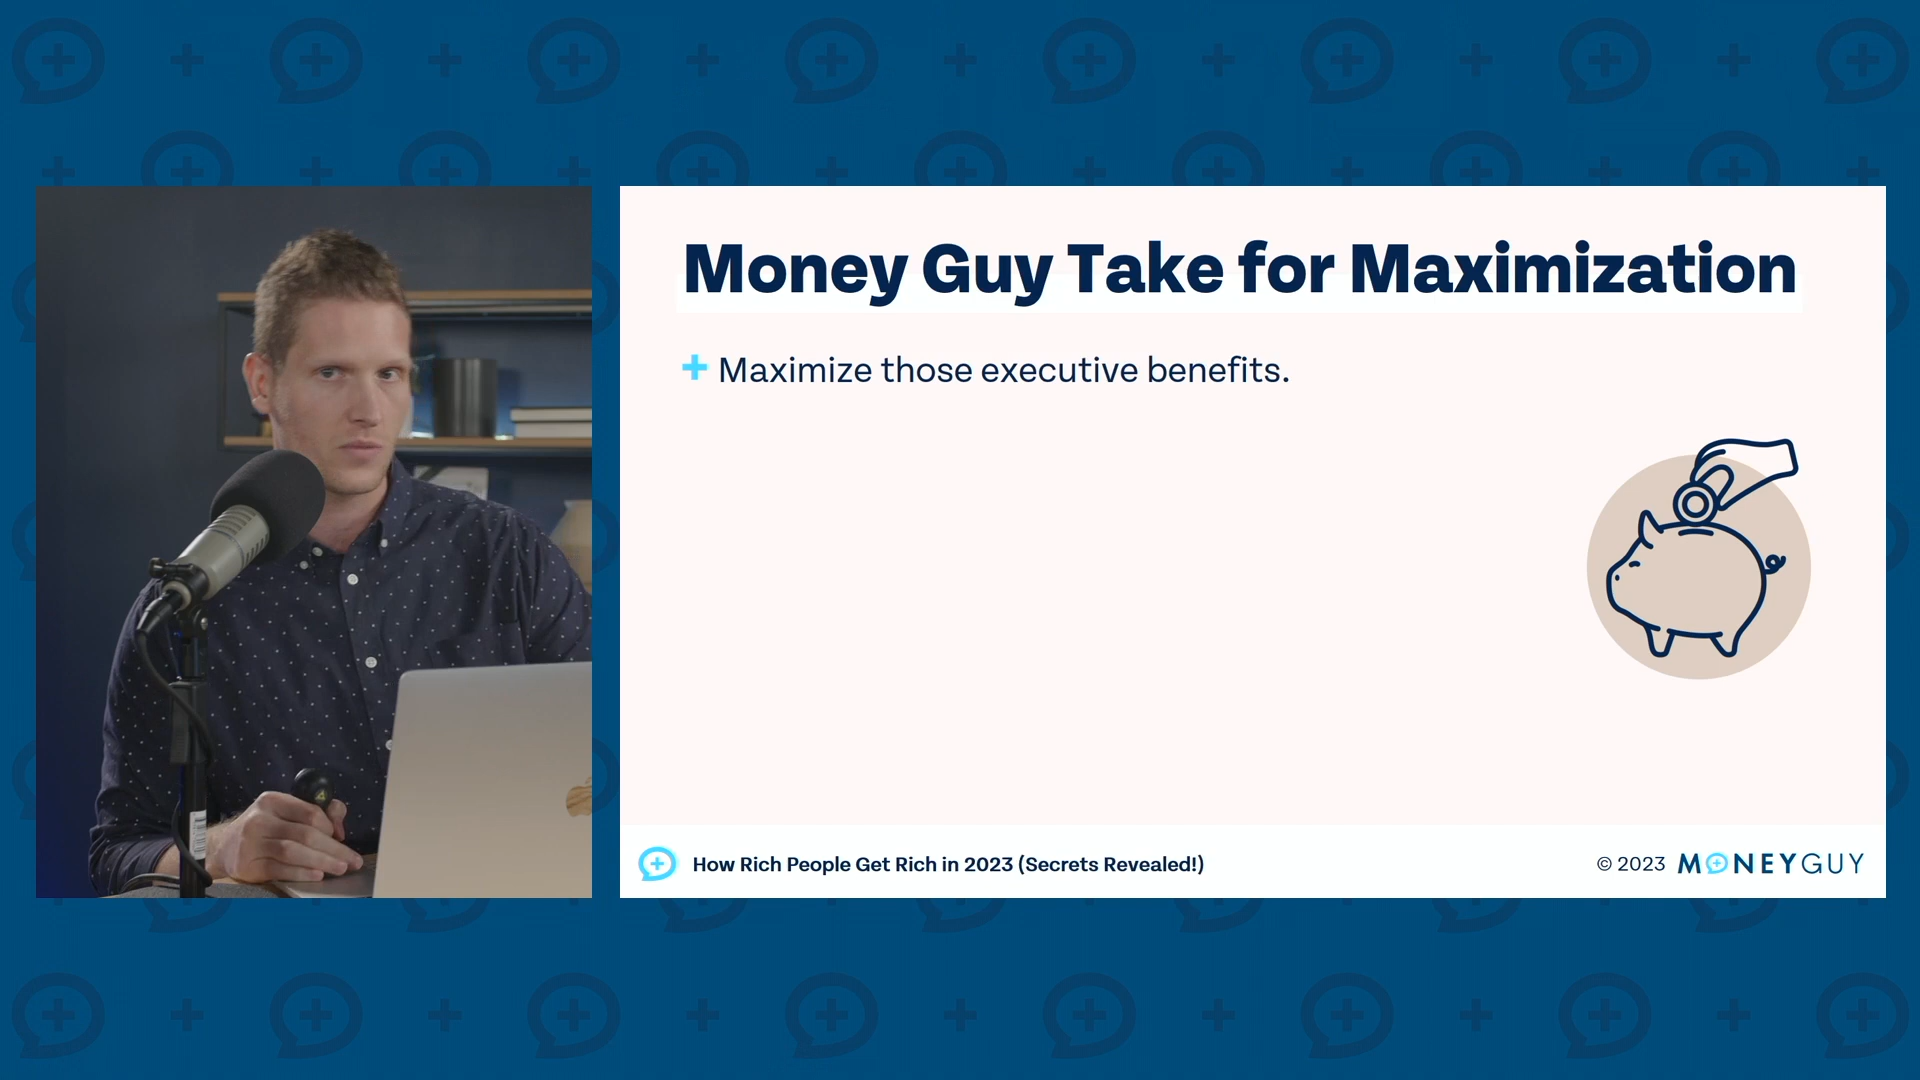 Money Guy Take for Maximization
Maximize those executive benefits.
How Rich People Get Rich in 2023 (Secrets Revealed!)
© 2023 MONEYGUY